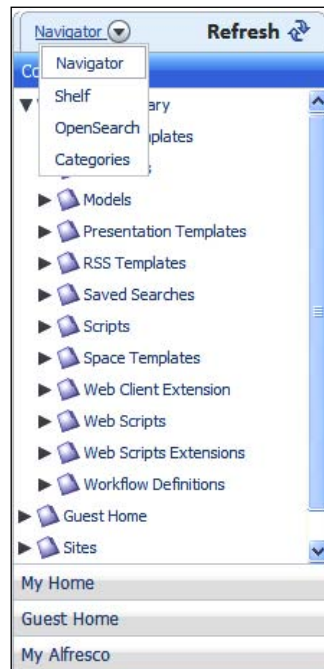 Navigator Refresh
Navigator
Shelf
OpenSearch
Categories
Models
Presentation Templates
RSS Templates
Saved Searches
Scripts
Space Templates
Web Client Extension
Web Scripts
Web Scripts Extensions
Workflow Definitions
Guest Home
Sites
My Home
Guest Home
My Alfresco